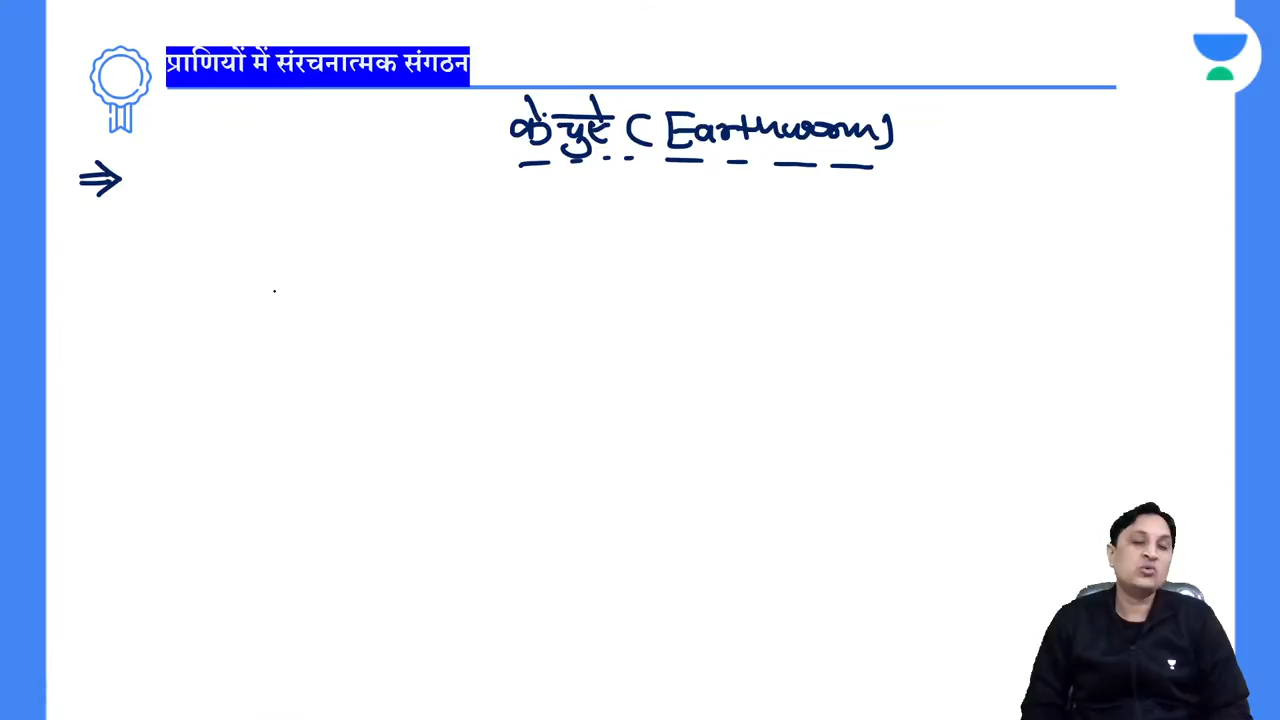 प्राणियों में संरचनात्मक संगठन
केंचुए (Earthworm)
⇒